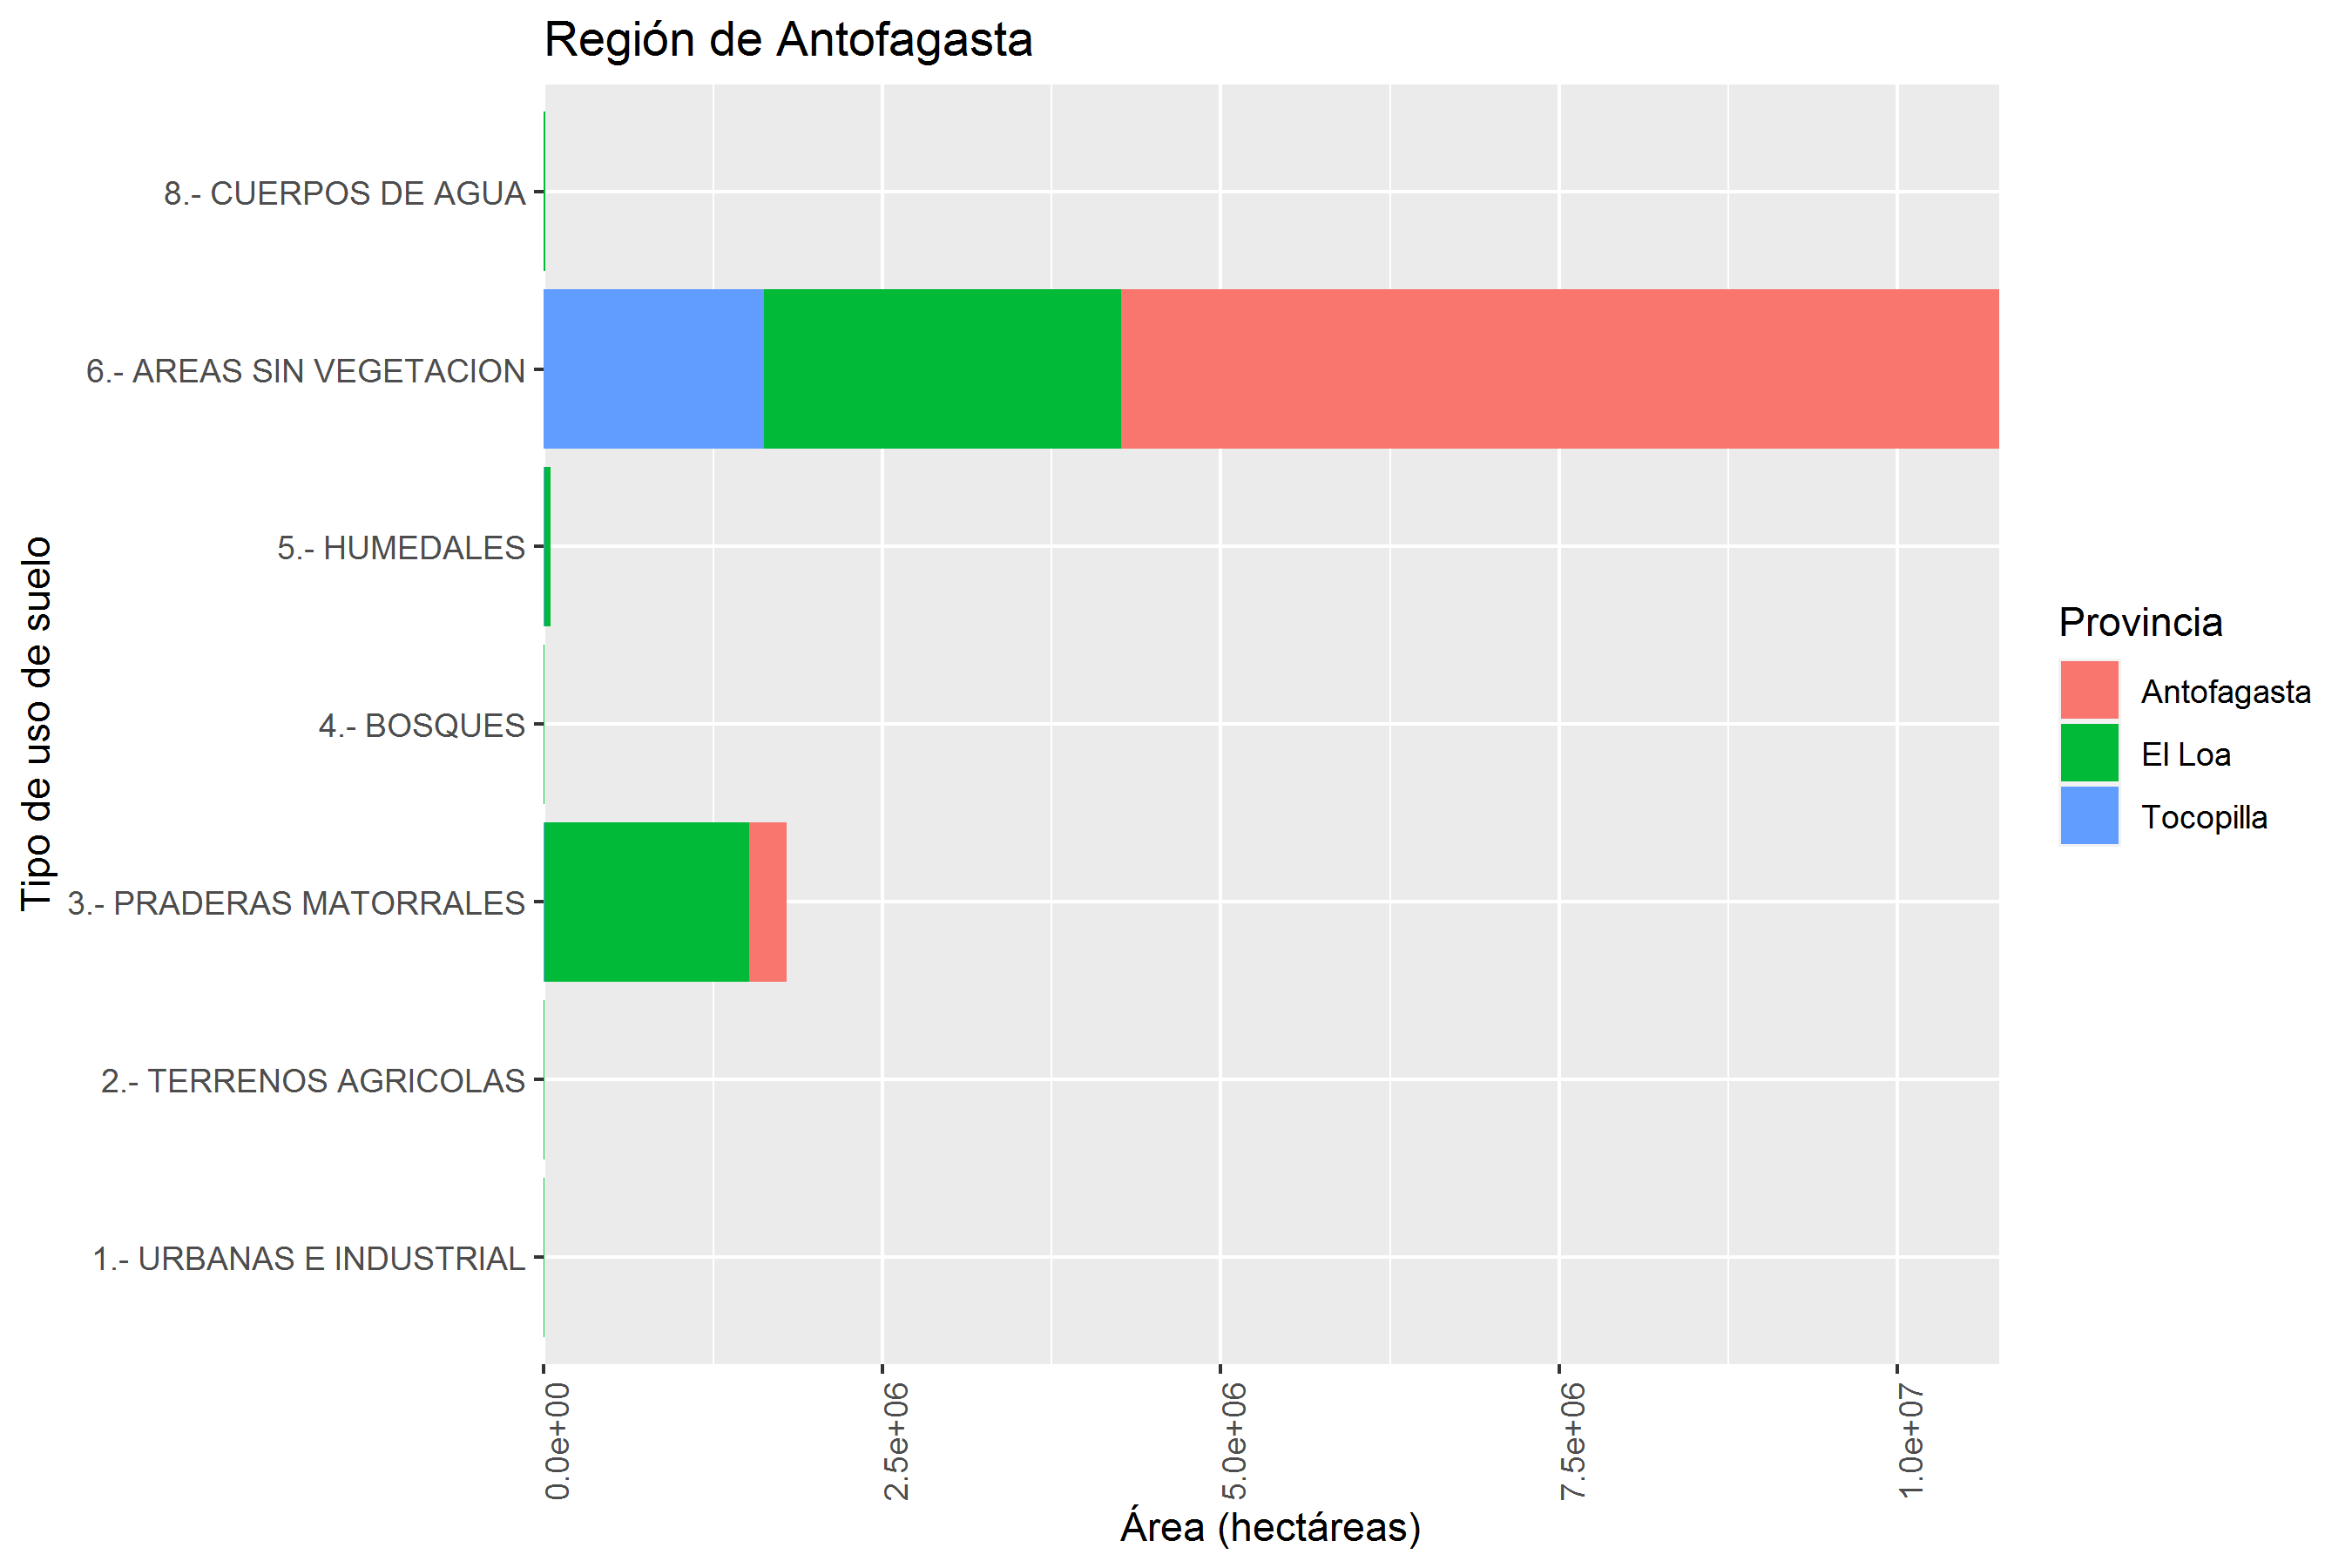 Región de Antofagasta
8.- CUERPOS DE AGUA
6.- AREAS SIN VEGETACION
5.- HUMEDALES
4.- BOSQUES
3.- PRADERAS MATORRALES
2.- TERRENOS AGRICOLAS
1.- URBANAS E INDUSTRIAL
Tipo de uso de suelo
0.0e+00
2.5e+06
5.0e+06
7.5e+06
1.0e+07
Área (hectáreas)
Provincia
Antofagasta
El Loa
Tocopilla